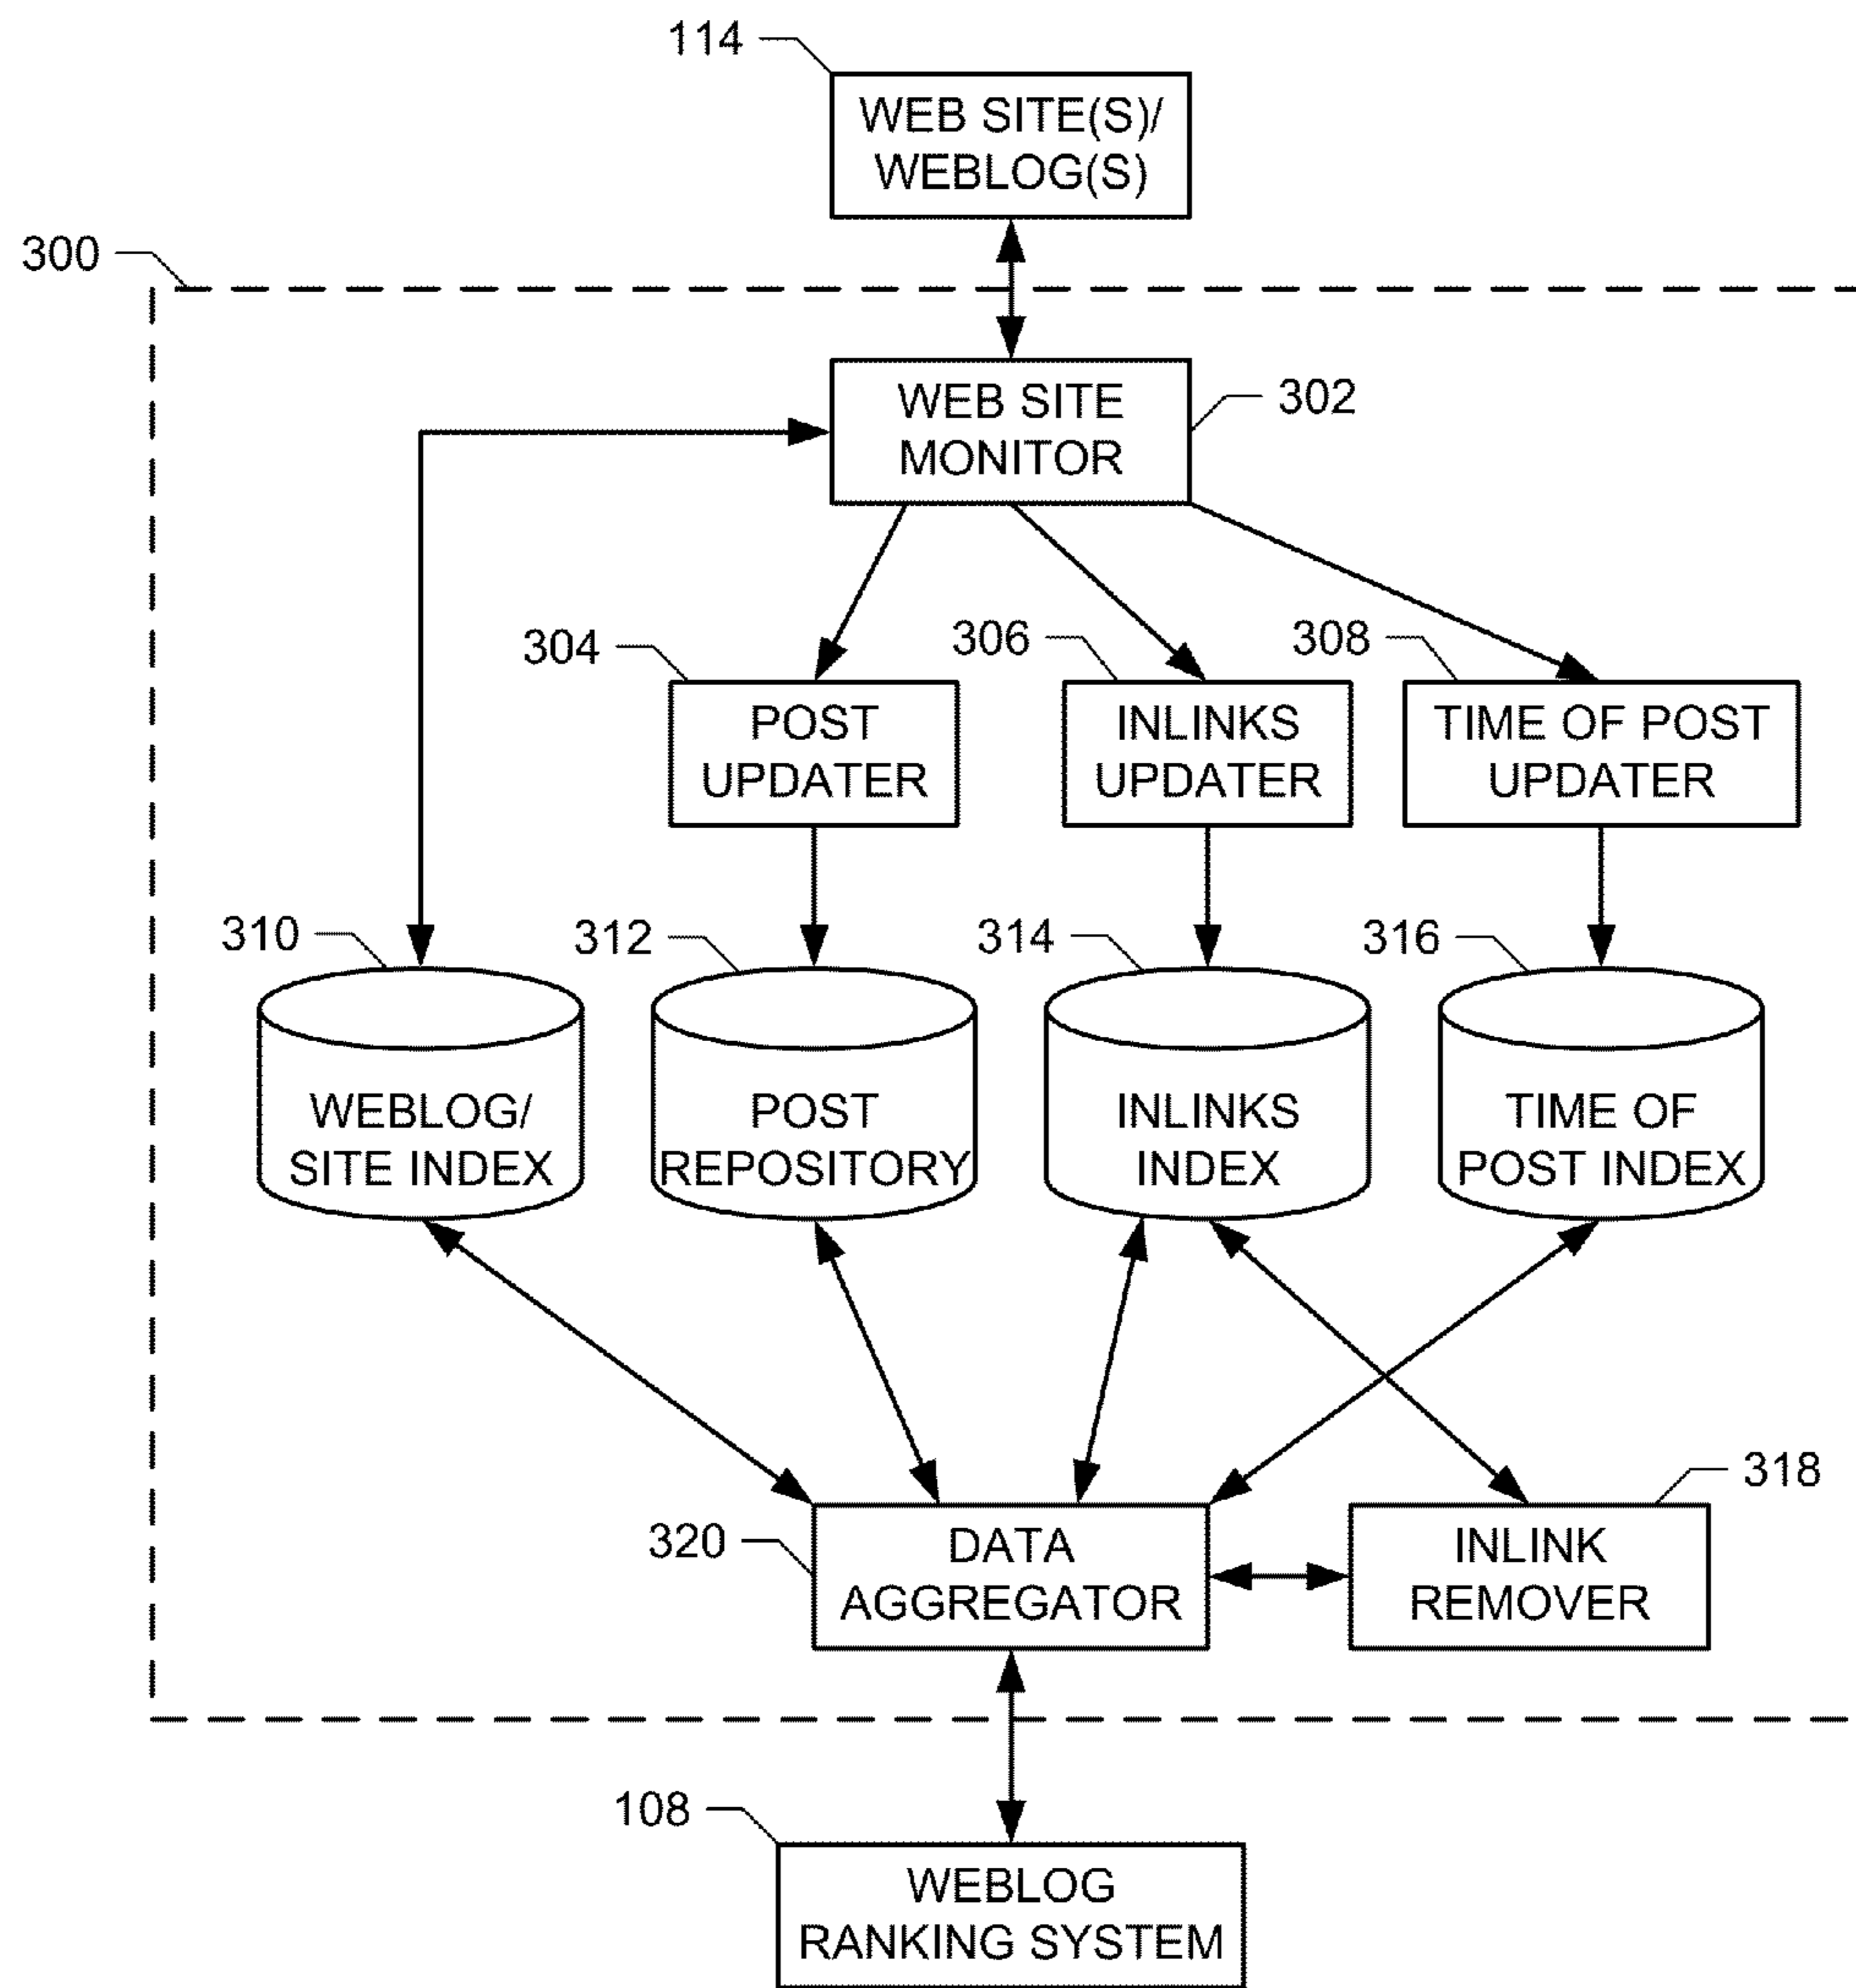 114
WEB SITE(S)/
WEBLOG(S)
300
WEB SITE
MONITOR
302
304
306
308
POST
UPDATER
INLINKS
UPDATER
TIME OF POST
UPDATER
310
312
314
316
WEBLOG/
SITE INDEX
POST
REPOSITORY
INLINKS
INDEX
TIME OF
POST INDEX
318
320
DATA
AGGREGATOR
INLINK
REMOVER
108
WEBLOG
RANKING SYSTEM